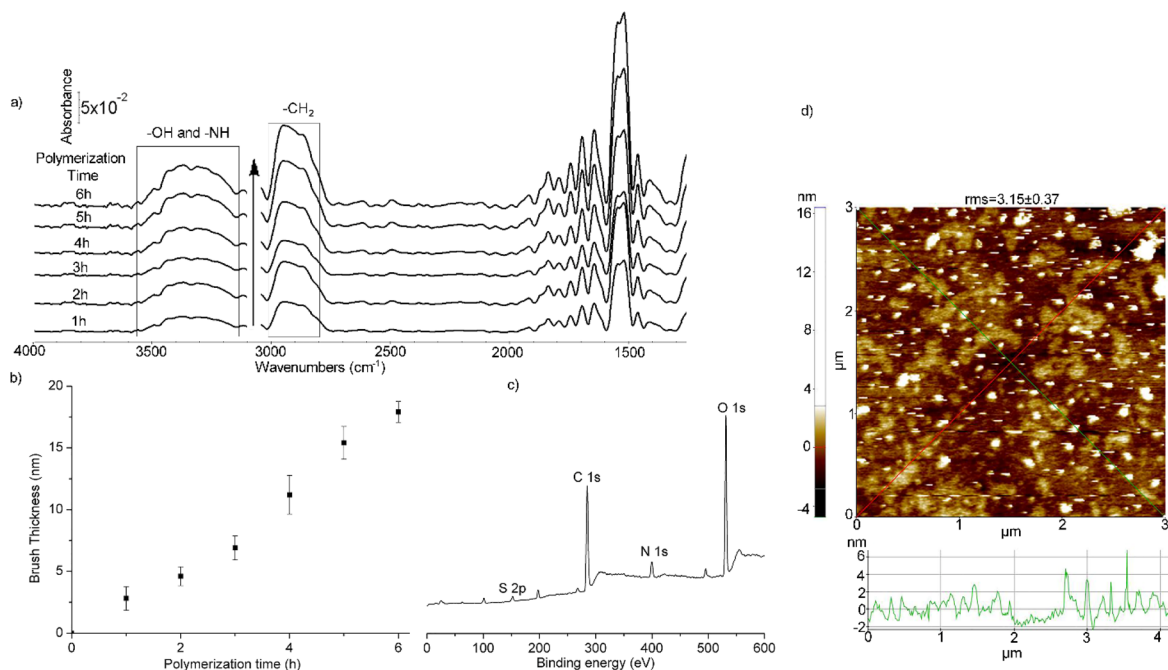 a)
Absorbance
5x10⁻²
-OH and -NH
-CH₂
Polymerization
Time
6h
5h
4h
3h
2h
1h
4000 3500 3000 2500 2000 1500
Wavenumbers (cm⁻¹)
b)
Brush Thickness (nm)
20
15
10
5
0
0 2 4 6
Polymerization time (h)
c)
S 2p
C 1s
N 1s
O 1s
0 100 200 300 400 500 600
Binding energy (eV)
d)
nm
16
12
8
4
0
-4
rms=3.15±0.37
3
2
1
0
µm
0 1 2 3
µm
nm
6
4
2
0
-2
0 1 2 3 4
µm